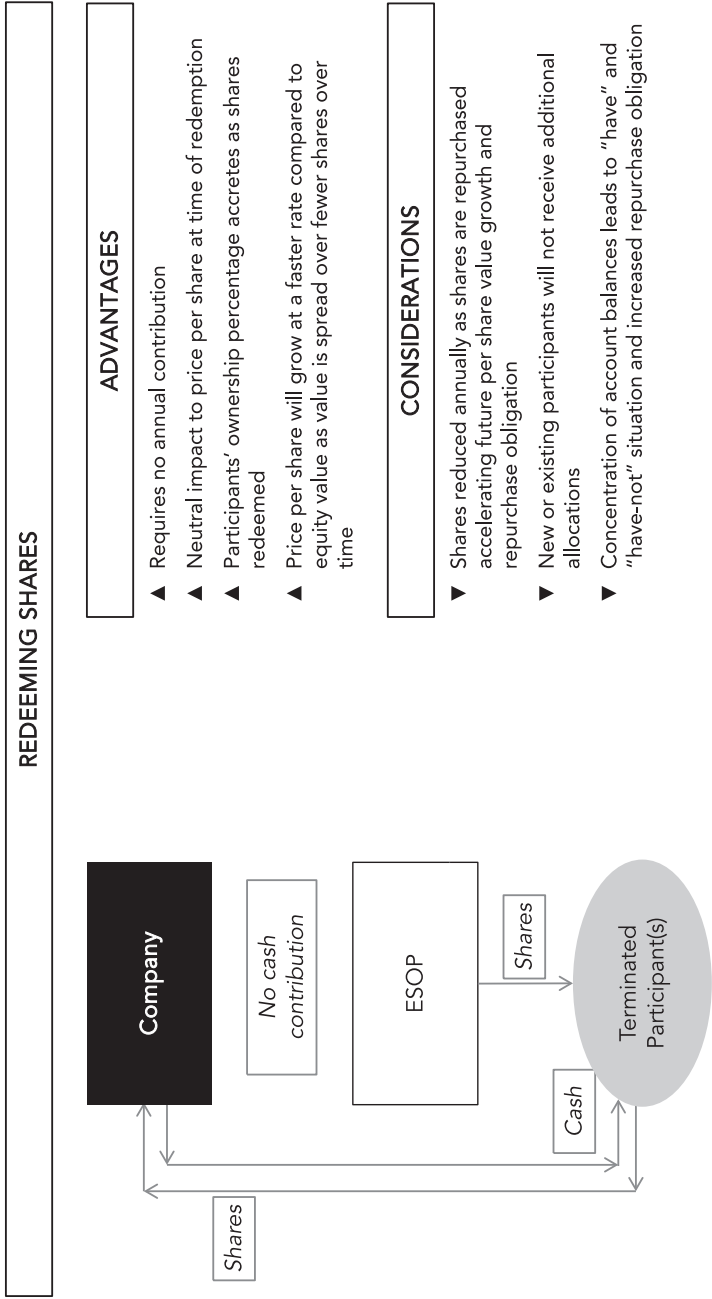 REDEEMING SHARES
Company
No cash
contribution
ESOP
Shares
Terminated
Participant(s)
Cash
Shares
ADVANTAGES
▲ Requires no annual contribution
▲ Neutral impact to price per share at time of redemption
▲ Participants' ownership percentage accretes as shares
redeemed
▲ Price per share will grow at a faster rate compared to
equity value as value is spread over fewer shares over
time
CONSIDERATIONS
▼ Shares reduced annually as shares are repurchased
accelerating future per share value growth and
repurchase obligation
▼ New or existing participants will not receive additional
allocations
▼ Concentration of account balances leads to "have" and
"have-not" situation and increased repurchase obligation